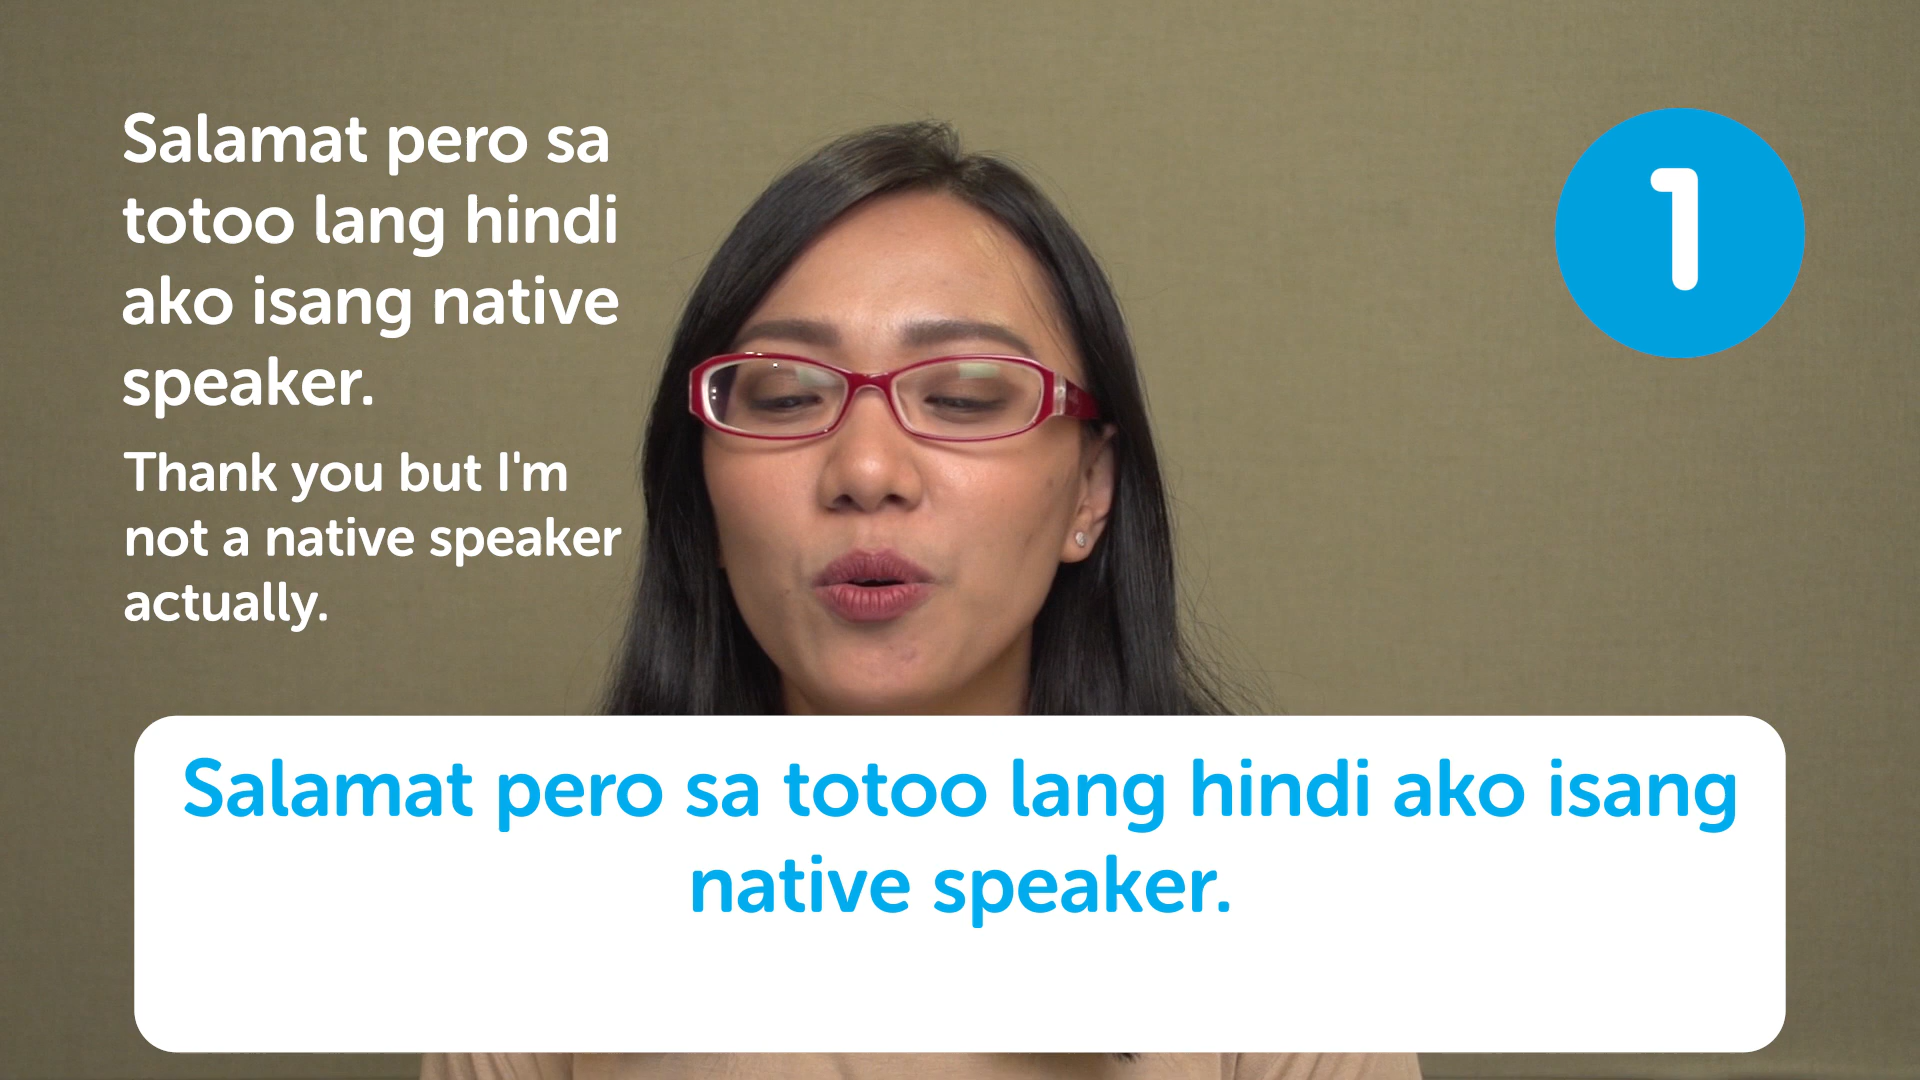 Salamat pero sa
totoo lang hindi
ako isang native
speaker.
Thank you but I'm
not a native speaker
actually.
1
Salamat pero sa totoo lang hindi ako isang
native speaker.